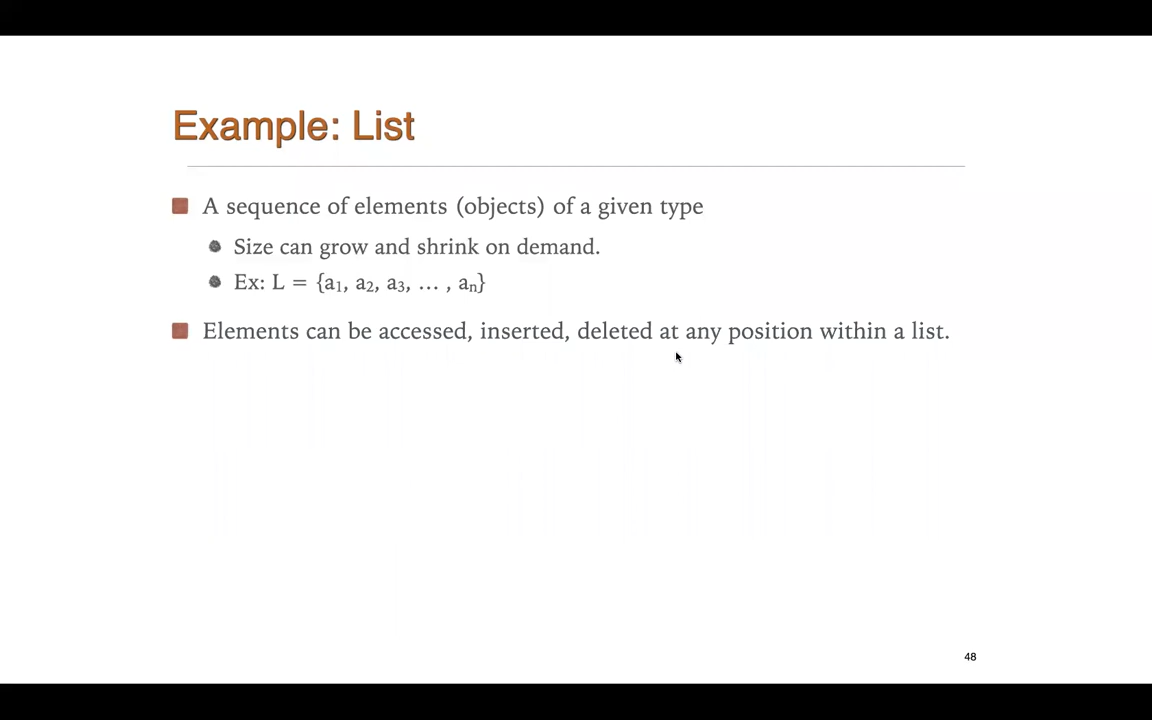 Example: List
A sequence of elements (objects) of a given type
Size can grow and shrink on demand.
Ex: L = {a₁, a₂, a₃, … , aₙ}
Elements can be accessed, inserted, deleted at any position within a list.
48